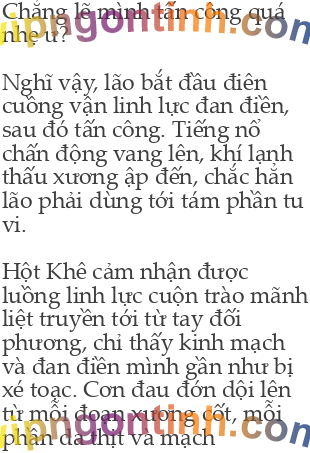 Chẳng lẽ mình tấn công quá
nhẹ ư?
Nghĩ vậy, lão bắt đầu điên
cuồng vận linh lực đan điền,
sau đó tấn công. Tiếng nổ
chấn động vang lên, khí lạnh
thấu xương ập đến, chắc hẳn
lão phải dùng tới tám phần tu
vi.
Hột Khê cảm nhận được
luồng linh lực cuộn trào mãnh
liệt truyền tới từ tay đối
phương, chỉ thấy kinh mạch
và đan điền mình gần như bị
xé toạc. Cơn đau đớn dội lên
từ mỗi đoạn xương cốt, mỗi
phần da thịt và mạch
vipngontinh.com
vipngontinh.com